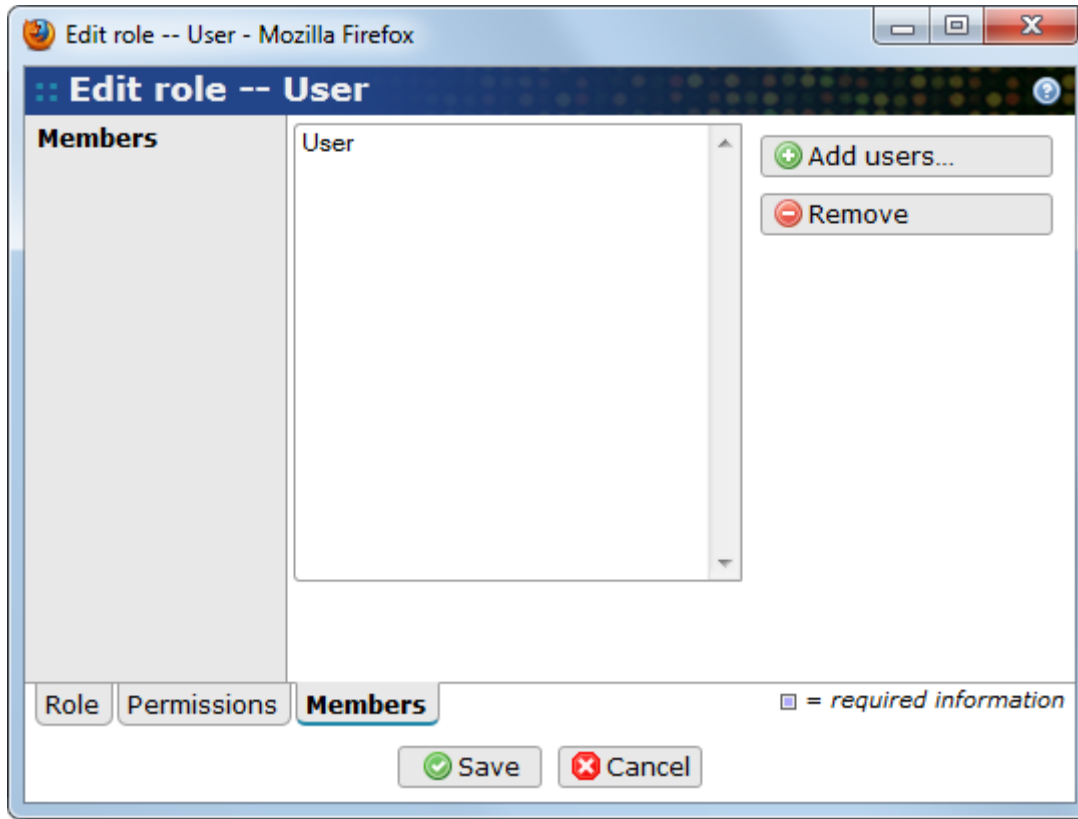 Edit role -- User - Mozilla Firefox
:: Edit role -- User
Members
User
Add users...
Remove
Role
Permissions
Members
= required information
Save
Cancel